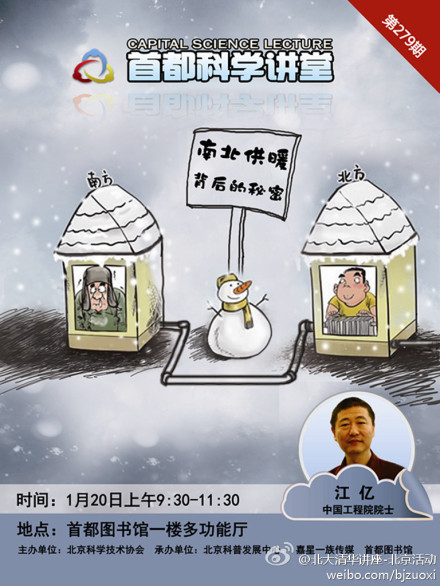 第279期
CAPITAL SCIENCE LECTURE
首都科学讲堂
南北供暖
背后的秘密
南方
北方
江 亿
中国工程院院士
时间：1月20日上午9:30-11:30
地点：首都图书馆一楼多功能厅
主办单位：北京科学技术协会 承办单位：北京科普发展中心 嘉星一族传媒 首都图书馆
北大清华讲座-北京活动
weibo.com/bjzuoxi